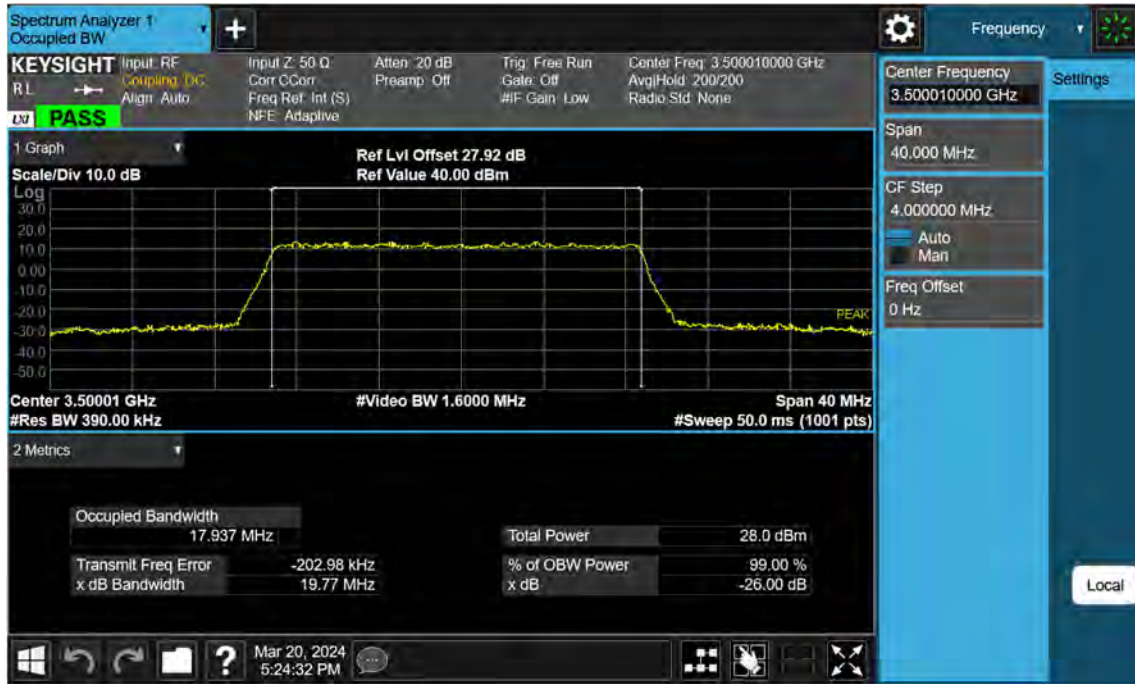 Spectrum Analyzer 1
Occupied BW
Frequency
KEYSIGHT
Input: RF
Input Z: 50 Ω
Atten: 20 dB
Trig: Free Run
Center Freq: 3.500010000 GHz
RL
Coupling: DC
Corr CCorr
Preamp: Off
Gate: Off
Avg|Hold: 200/200
Align: Auto
Freq Ref: Int (S)
#IF Gain: Low
Radio Std: None
NFE: Adaptive
LXI
PASS
Center Frequency
3.500010000 GHz
Settings
Span
40.000 MHz
CF Step
4.000000 MHz
Auto
Man
Freq Offset
0 Hz
1 Graph
Ref Lvl Offset 27.92 dB
Scale/Div 10.0 dB
Ref Value 40.00 dBm
Log
30.0
20.0
10.0
0.00
-10.0
-20.0
PEAK
-30.0
-40.0
-50.0
Center 3.50001 GHz
#Video BW 1.6000 MHz
Span 40 MHz
#Res BW 390.00 kHz
#Sweep 50.0 ms (1001 pts)
2 Metrics
Occupied Bandwidth
17.937 MHz
Total Power
28.0 dBm
Transmit Freq Error
-202.98 kHz
% of OBW Power
99.00 %
x dB Bandwidth
19.77 MHz
x dB
-26.00 dB
Local
Mar 20, 2024
5:24:32 PM